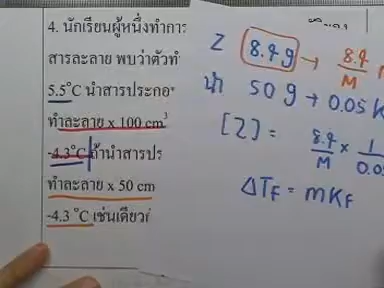 4. นักเรียนผู้หนึ่งทำการ
สารละลาย พบว่าตัวทำ
5.5°C นำสารประกอ
ทำละลาย x 100 cm³
-4.3°C ถ้านำสารปร
ทำละลาย x 50 cm
-4.3 °C เช่นเดียวก
Z 8.4g → 8.4/M
น้ำ 50 g → 0.05 k
[Z] = 8.4/M × 1/0.0
ΔTF = mKF